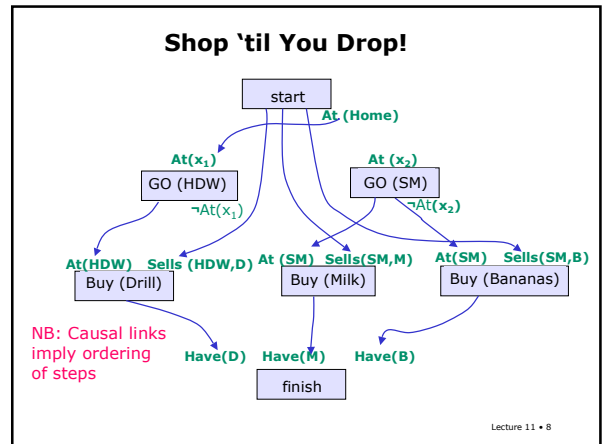 Shop ‘til You Drop!
start
At (Home)
At(x₁)
At (x₂)
GO (HDW)
GO (SM)
¬At(x₁)
¬At(x₂)
At(HDW) Sells (HDW,D) At (SM) Sells(SM,M) At(SM) Sells(SM,B)
Buy (Drill)
Buy (Milk)
Buy (Bananas)
NB: Causal links
imply ordering
of steps
Have(D) Have(M) Have(B)
finish
Lecture 11 • 8